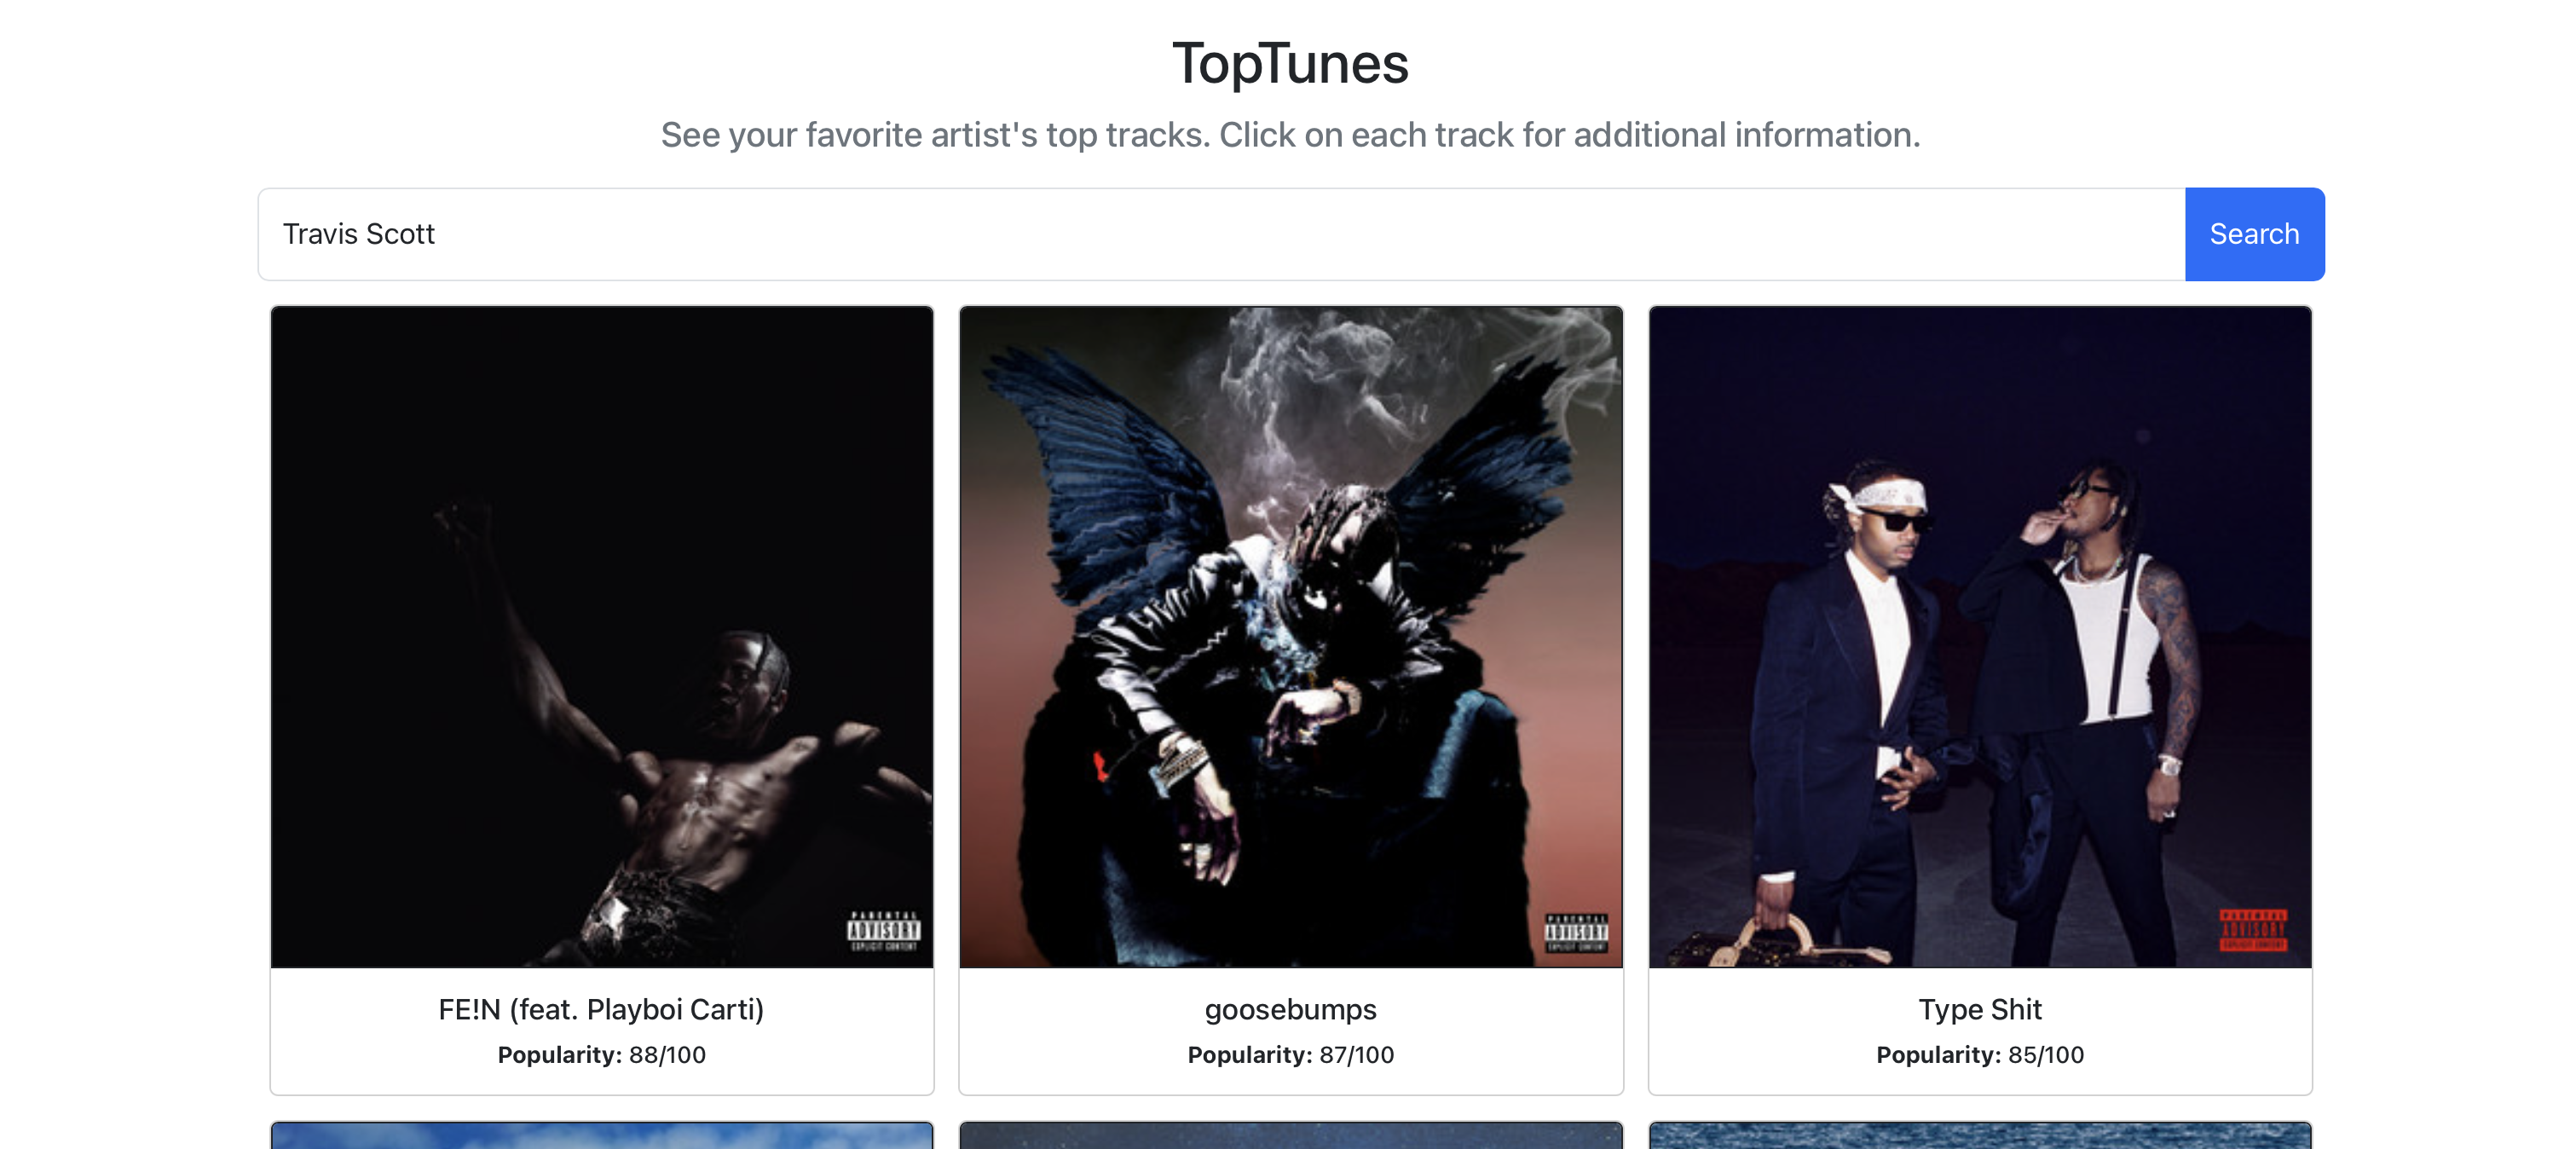 TopTunes
See your favorite artist's top tracks. Click on each track for additional information.
Travis Scott
Search
PARENTAL
ADVISORY
EXPLICIT CONTENT
PARENTAL
ADVISORY
EXPLICIT CONTENT
PARENTAL
ADVISORY
EXPLICIT CONTENT
FE!N (feat. Playboi Carti)
Popularity: 88/100
goosebumps
Popularity: 87/100
Type Shit
Popularity: 85/100